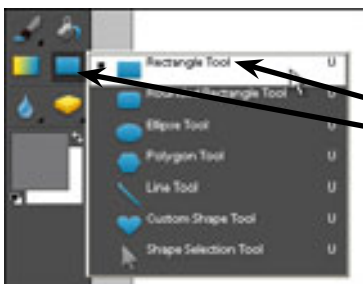 Rectangle Tool U
Rounded Rectangle Tool U
Ellipse Tool U
Polygon Tool U
Line Tool U
Custom Shape Tool U
Shape Selection Tool U